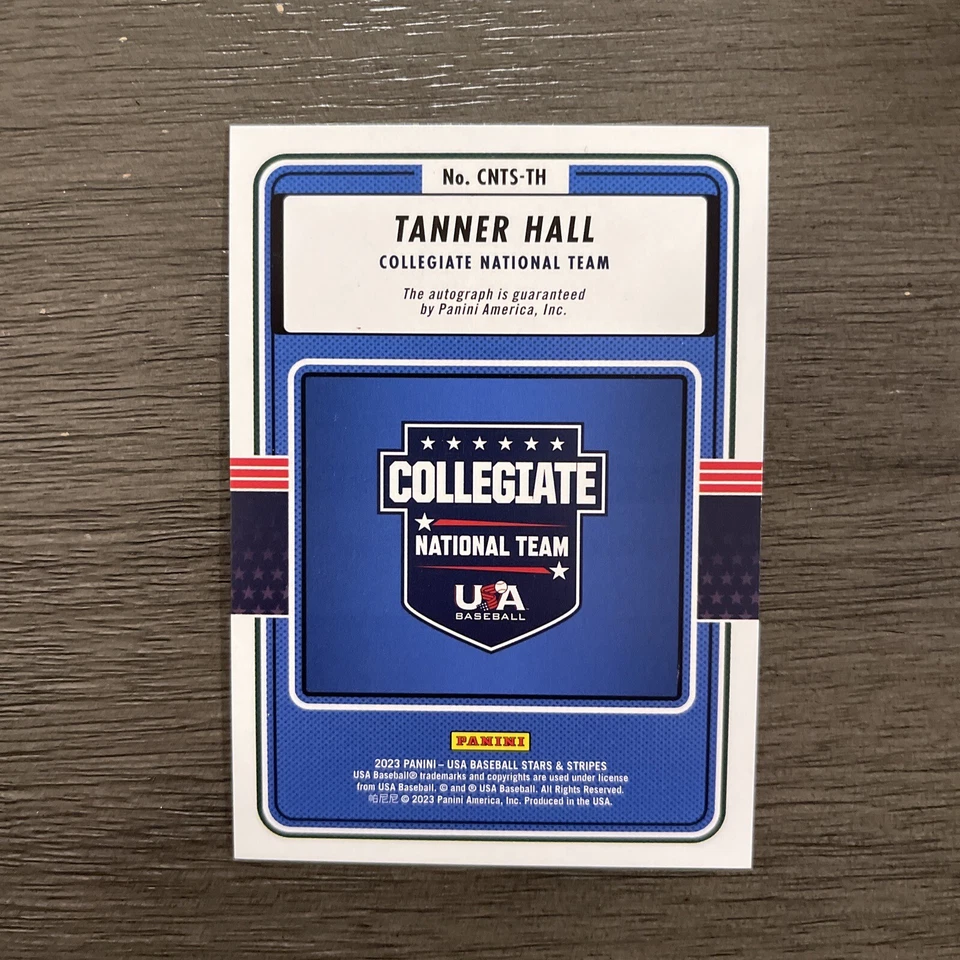 No. CNTS-TH
TANNER HALL
COLLEGIATE NATIONAL TEAM
The autograph is guaranteed
by Panini America, Inc.
COLLEGIATE
NATIONAL TEAM
USA
BASEBALL
PANINI
2023 PANINI – USA BASEBALL STARS & STRIPES
USA Baseball® trademarks and copyrights are used under license
from USA Baseball. © and ® USA Baseball. All Rights Reserved.
帕尼尼 © 2023 Panini America, Inc. Produced in the USA.